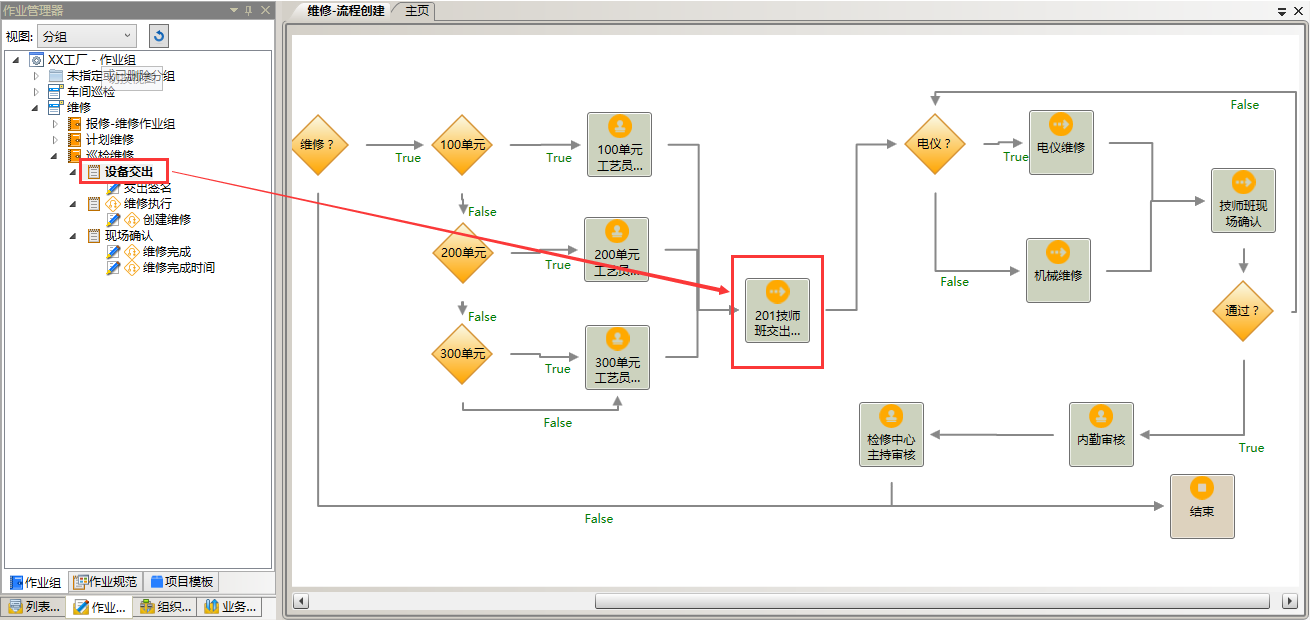 作业管理器
视图:
分组
XX工厂 - 作业组
未指定或已删除分组
车间巡检
维修
报修-维修作业组
计划维修
巡检维修
设备交出
交出签名
维修执行
创建维修
现场确认
维修完成
维修完成时间
作业组
作业规范
项目模板
列表...
作业...
组织...
业务...
维修-流程创建
主页
维修？
True
100单元
True
100单元
工艺员...
False
200单元
True
200单元
工艺员...
False
300单元
True
300单元
工艺员...
False
201技师
班交出...
电仪？
True
电仪维修
False
机械维修
False
技师班现
场确认
通过？
True
内勤审核
检修中心
主持审核
结束
False